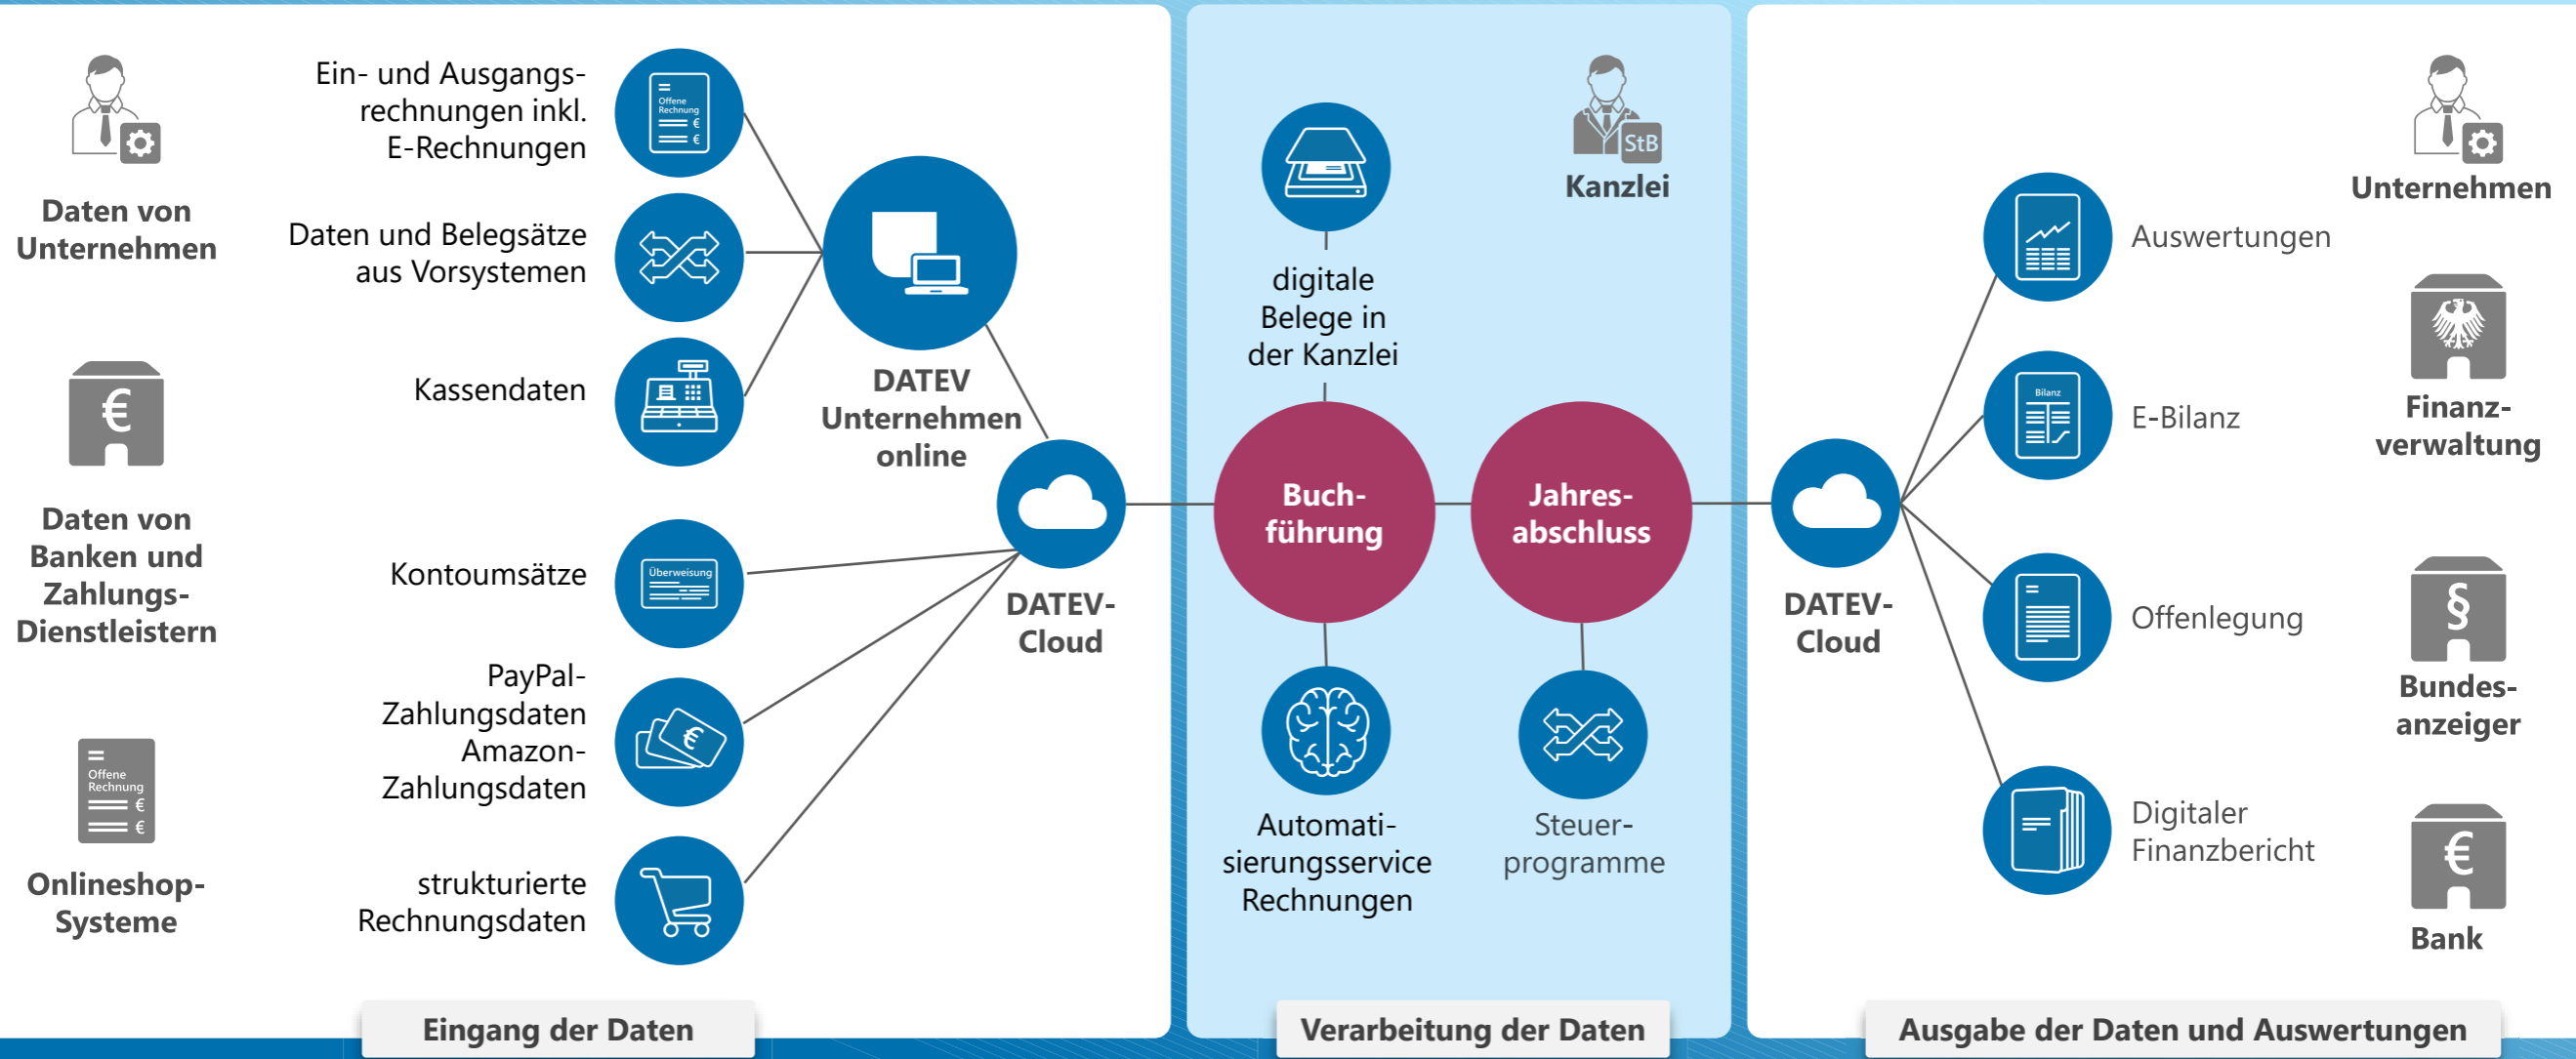 Daten von
Unternehmen
€
Daten von
Banken und
Zahlungs-
Dienstleistern
Offene
Rechnung
€
€
Onlineshop-
Systeme
Ein- und Ausgangs-
rechnungen inkl.
E-Rechnungen
Offene
Rechnung
€
€
Daten und Belegsätze
aus Vorsystemen
Kassendaten
Kontoumsätze
Überweisung
PayPal-
Zahlungsdaten
Amazon-
Zahlungsdaten
€
strukturierte
Rechnungsdaten
DATEV
Unternehmen
online
DATEV-
Cloud
Eingang der Daten
StB
Kanzlei
digitale
Belege in
der Kanzlei
Buch-
führung
Jahres-
abschluss
Automati-
sierungsservice
Rechnungen
Steuer-
programme
Verarbeitung der Daten
DATEV-
Cloud
Auswertungen
Bilanz
E-Bilanz
Offenlegung
Digitaler
Finanzbericht
Unternehmen
Finanz-
verwaltung
§
Bundes-
anzeiger
€
Bank
Ausgabe der Daten und Auswertungen